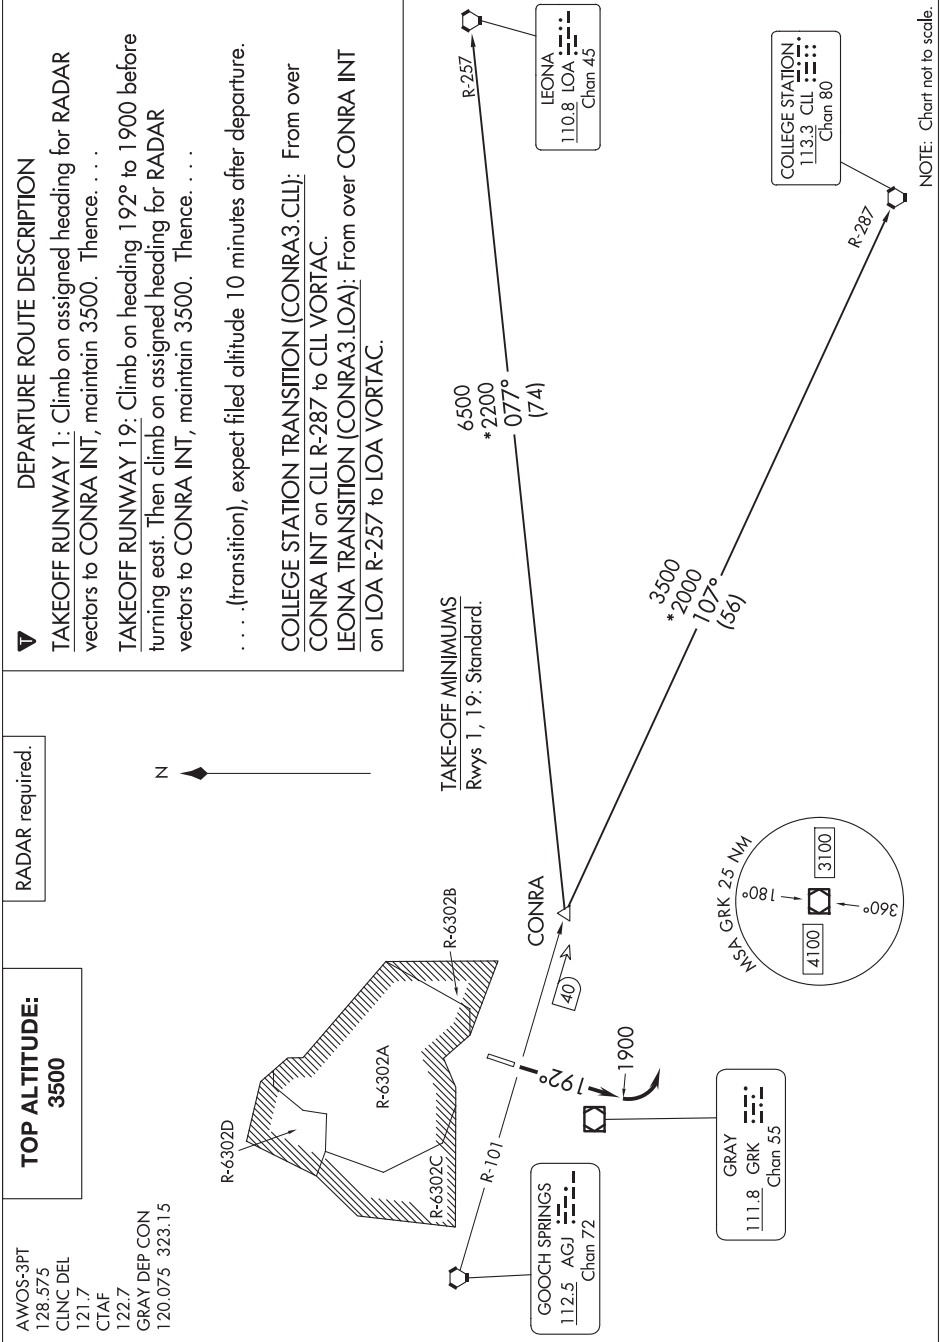 AWOS-3PT
128.575
CLNC DEL
121.7
CTAF
122.7
GRAY DEP CON
120.075 323.15
TOP ALTITUDE:
3500
RADAR required.
DEPARTURE ROUTE DESCRIPTION
TAKEOFF RUNWAY 1: Climb on assigned heading for RADAR
vectors to CONRA INT, maintain 3500. Thence. . . .
TAKEOFF RUNWAY 19: Climb on heading 192° to 1900 before
turning east. Then climb on assigned heading for RADAR
vectors to CONRA INT, maintain 3500. Thence. . . .
. . . .(transition), expect filed altitude 10 minutes after departure.
COLLEGE STATION TRANSITION (CONRA3.CLL): From over
CONRA INT on CLL R-287 to CLL VORTAC.
LEONA TRANSITION (CONRA3.LOA): From over CONRA INT
on LOA R-257 to LOA VORTAC.
N
TAKE-OFF MINIMUMS
Rwys 1, 19: Standard.
R-6302D
R-6302A
R-6302C
R-6302B
R-257
LEONA
110.8 LOA
Chan 45
6500
*2200
077°
(74)
CONRA
40
R-101
192°
1900
GOOCH SPRINGS
112.5 AGJ
Chan 72
GRAY
111.8 GRK
Chan 55
3500
*2000
107°
(56)
R-287
COLLEGE STATION
113.3 CLL
Chan 80
MSA GRK 25 NM
180°
360°
4100
3100
NOTE: Chart not to scale.
T